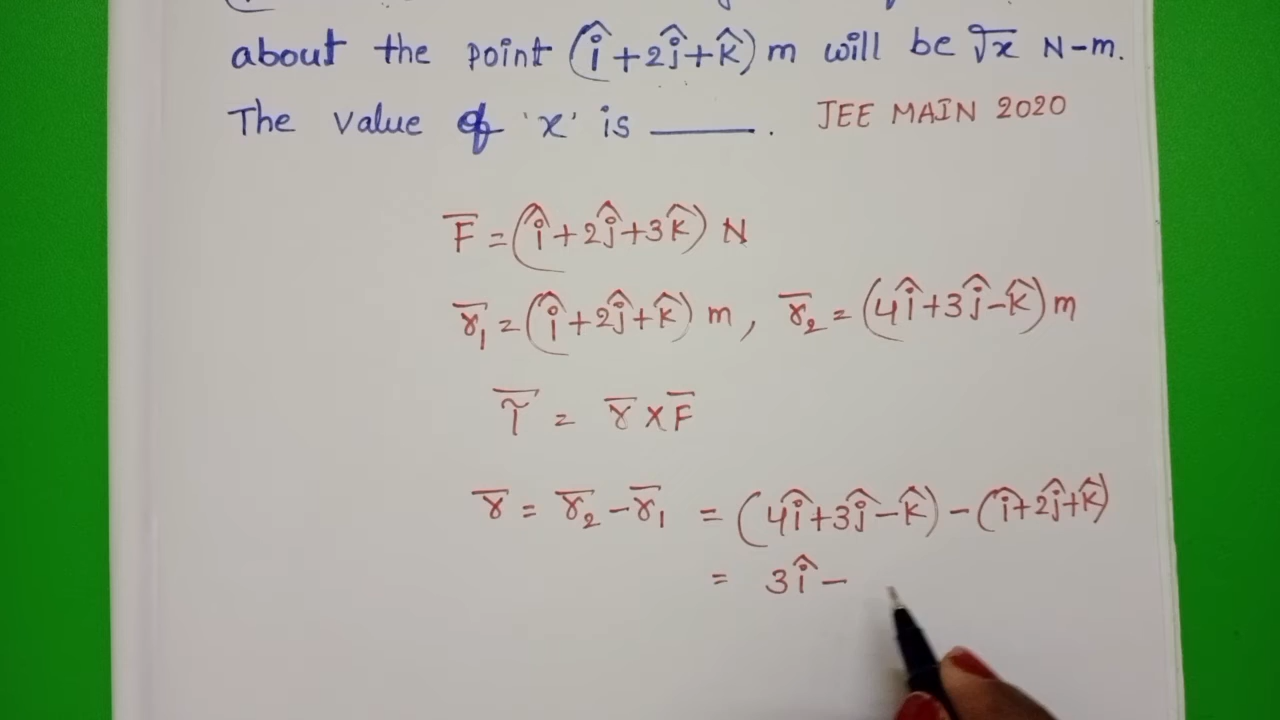 about the point (î+2ĵ+k̂) m will be √x N-m.
The value of 'x' is ____. JEE MAIN 2020
F̅ = (î+2ĵ+3k̂) N
r̅₁ = (î+2ĵ+k̂) m, r̅₂ = (4î+3ĵ-k̂) m
τ̅ = r̅ × F̅
r̅ = r̅₂ - r̅₁ = (4î+3ĵ-k̂) - (î+2ĵ+k̂)
= 3î -